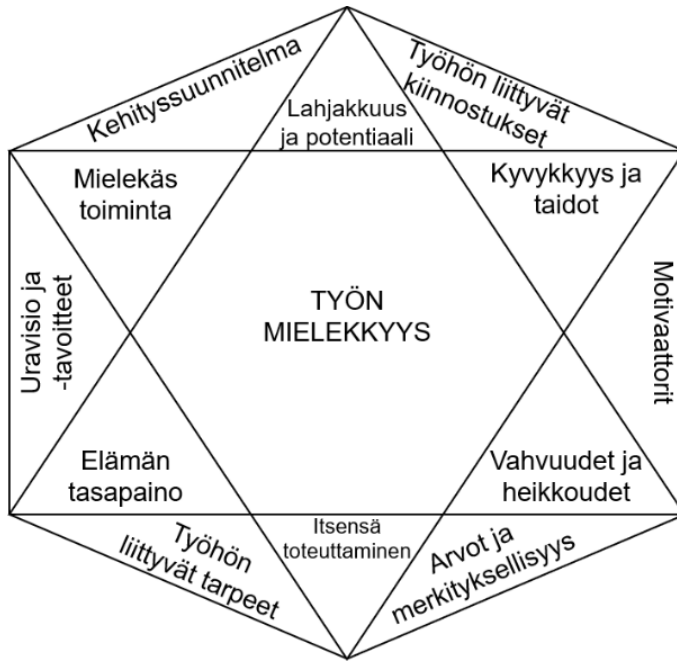 Kehityssuunnitelma
Työhön liittyvät
kiinnostukset
Lahjakkuus
ja potentiaali
Mielekäs
toiminta
Kyvykkyys ja
taidot
Uravisio ja
-tavoitteet
TYÖN
MIELEKKYYS
Motivaattorit
Elämän
tasapaino
Vahvuudet ja
heikkoudet
Itsensä
toteuttaminen
Työhön
liittyvät tarpeet
Arvot ja
merkityksellisyys